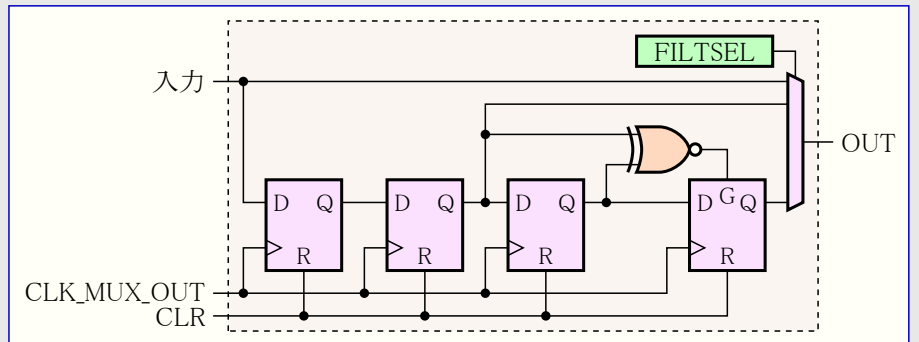 FILTSEL
入力
OUT
D Q D Q D Q D G Q
R R R R
CLK_MUX_OUT
CLR